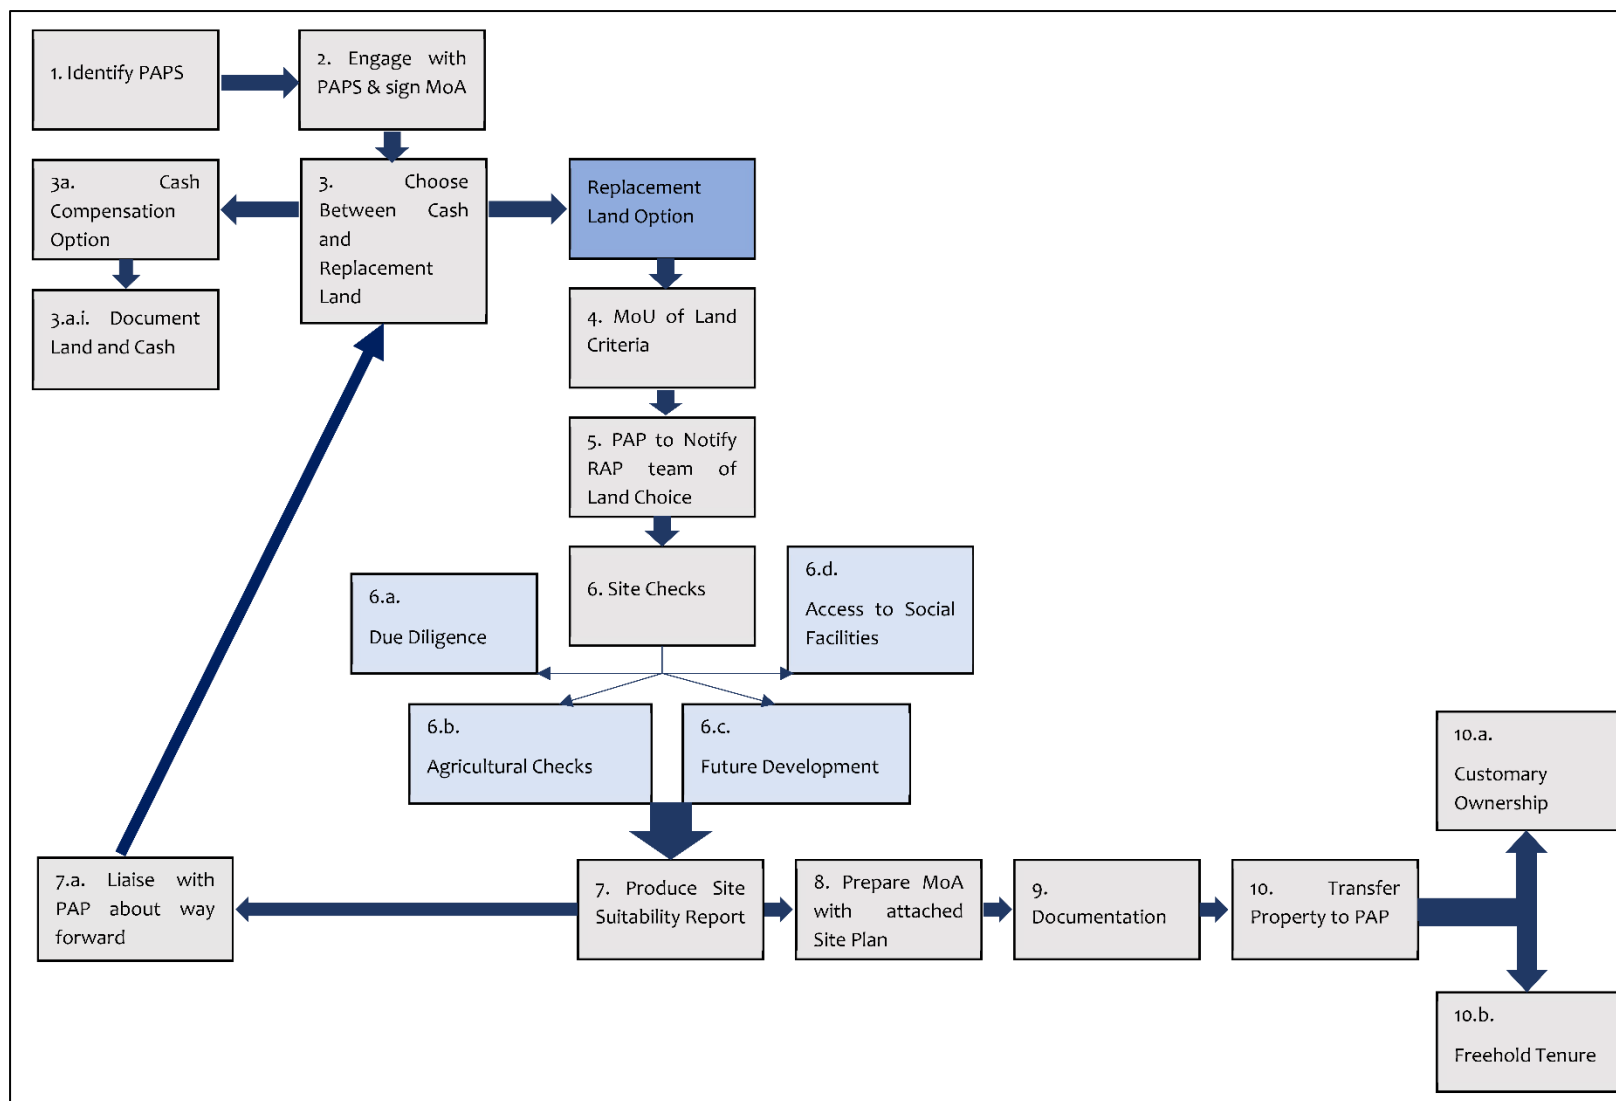 1. Identify PAPS
2. Engage with
PAPS & sign MoA
3a. Cash
Compensation
Option
3. Choose
Between Cash
and
Replacement
Land
Replacement
Land Option
3.a.i. Document
Land and Cash
4. MoU of Land
Criteria
5. PAP to Notify
RAP team of
Land Choice
6. Site Checks
6.a.
Due Diligence
6.d.
Access to Social
Facilities
6.b.
Agricultural Checks
6.c.
Future Development
7.a. Liaise with
PAP about way
forward
7. Produce Site
Suitability Report
8. Prepare MoA
with attached
Site Plan
9.
Documentation
10. Transfer
Property to PAP
10.a.
Customary
Ownership
10.b.
Freehold Tenure